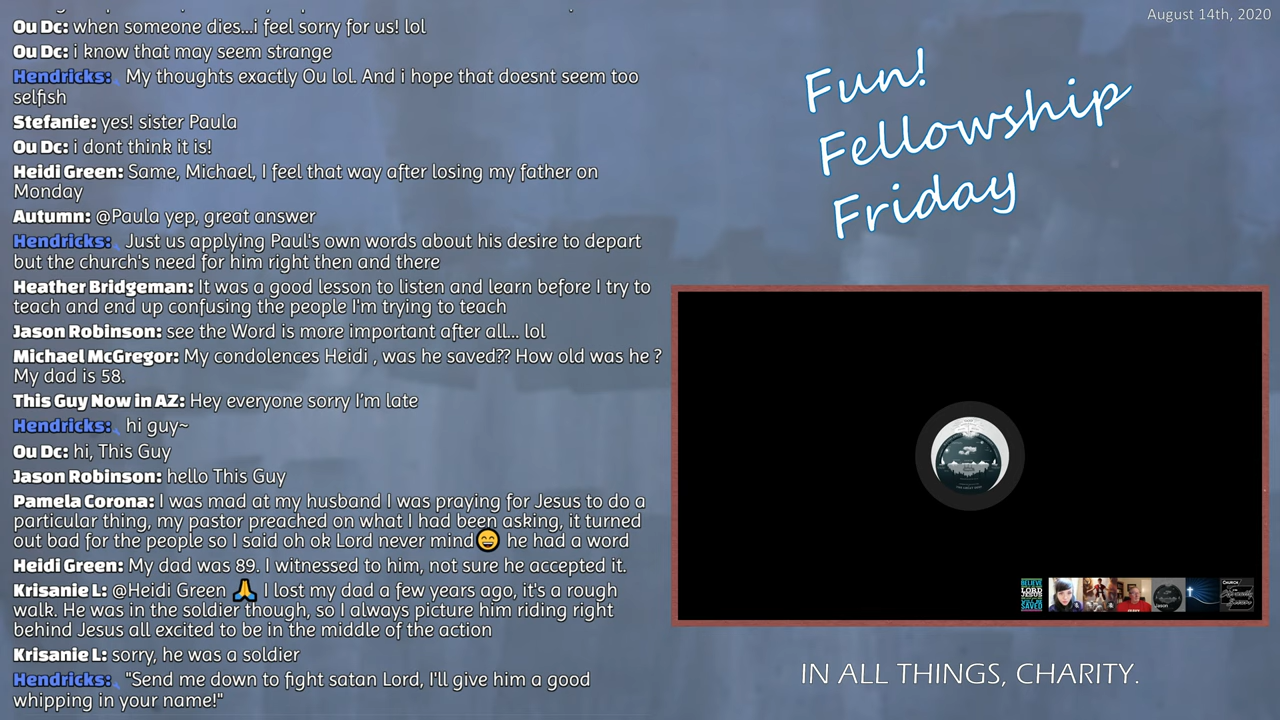 August 14th, 2020
Ou Dc: when someone dies...i feel sorry for us! lol
Ou Dc: i know that may seem strange
Hendricks: My thoughts exactly Ou lol. And i hope that doesnt seem too
selfish
Stefanie: yes! sister Paula
Ou Dc: i dont think it is!
Heidi Green: Same, Michael, I feel that way after losing my father on
Monday
Autumn: @Paula yep, great answer
Hendricks: Just us applying Paul's own words about his desire to depart
but the church's need for him right then and there
Heather Bridgeman: It was a good lesson to listen and learn before I try to
teach and end up confusing the people I'm trying to teach
Jason Robinson: see the Word is more important after all... lol
Michael McGregor: My condolences Heidi , was he saved?? How old was he ?
My dad is 58.
This Guy Now in AZ: Hey everyone sorry I'm late
Hendricks: hi guy~
Ou Dc: hi, This Guy
Jason Robinson: hello This Guy
Pamela Corona: I was mad at my husband I was praying for Jesus to do a
particular thing, my pastor preached on what I had been asking, it turned
out bad for the people so I said oh ok Lord never mind😄 he had a word
Heidi Green: My dad was 89. I witnessed to him, not sure he accepted it.
Krisanie L: @Heidi Green 🙏 I lost my dad a few years ago, it's a rough
walk. He was in the soldier though, so I always picture him riding right
behind Jesus all excited to be in the middle of the action
Krisanie L: sorry, he was a soldier
Hendricks: "Send me down to fight satan Lord, I'll give him a good
whipping in your name!"
Fun!
Fellowship
Friday
BELIEVE
LORD
JESUS
SAVED
Jason
CHURCH
IN ALL THINGS, CHARITY.